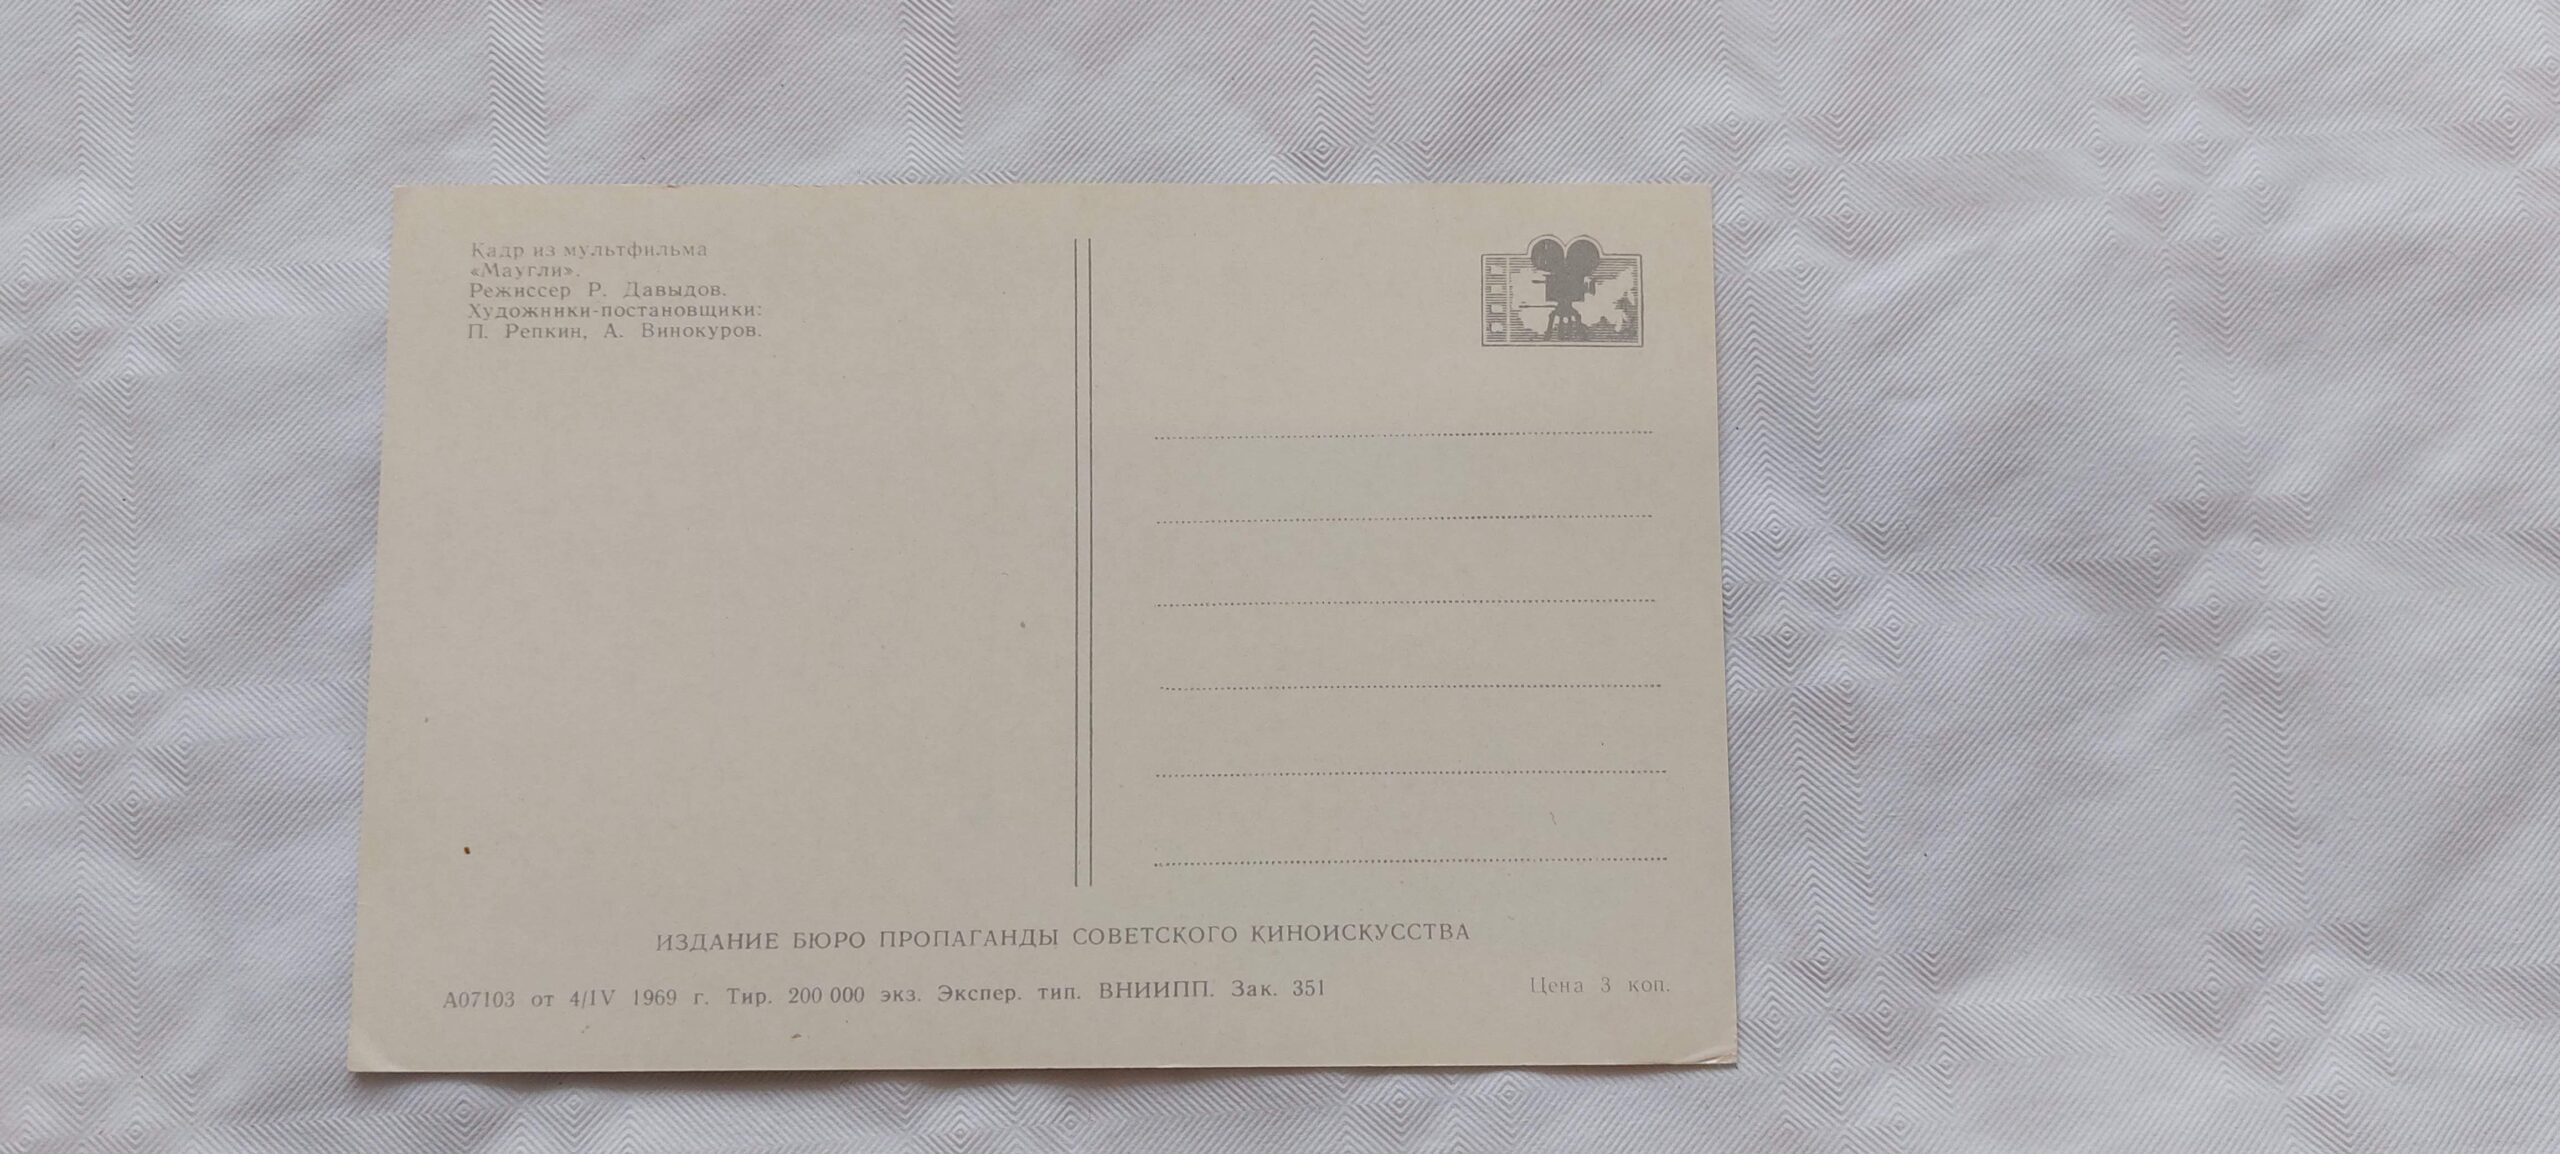 Кадр из мультфильма
«Маугли».
Режиссер Р. Давыдов.
Художники-постановщики:
П. Репкин, А. Винокуров.
ИЗДАНИЕ БЮРО ПРОПАГАНДЫ СОВЕТСКОГО КИНОИСКУССТВА
А07103 от 4/IV 1969 г. Тир. 200 000 экз. Экспер. тип. ВНИИПП. Зак. 351
Цена 3 коп.